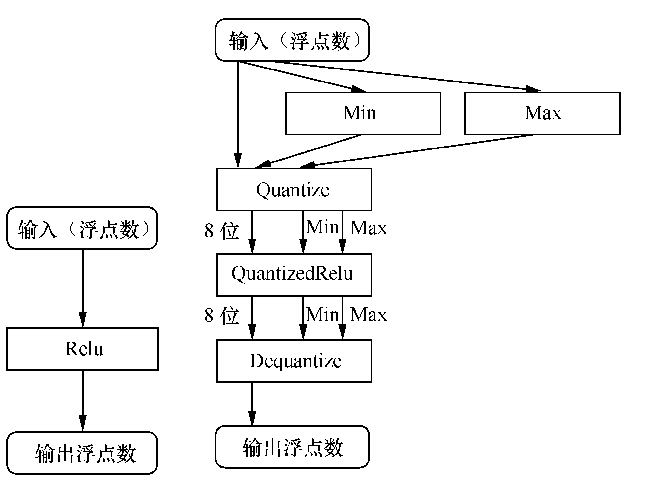 输入（浮点数）
Min
Max
Quantize
8 位
Min
Max
QuantizedRelu
8 位
Min
Max
Dequantize
输出浮点数
输入（浮点数）
Relu
输出浮点数